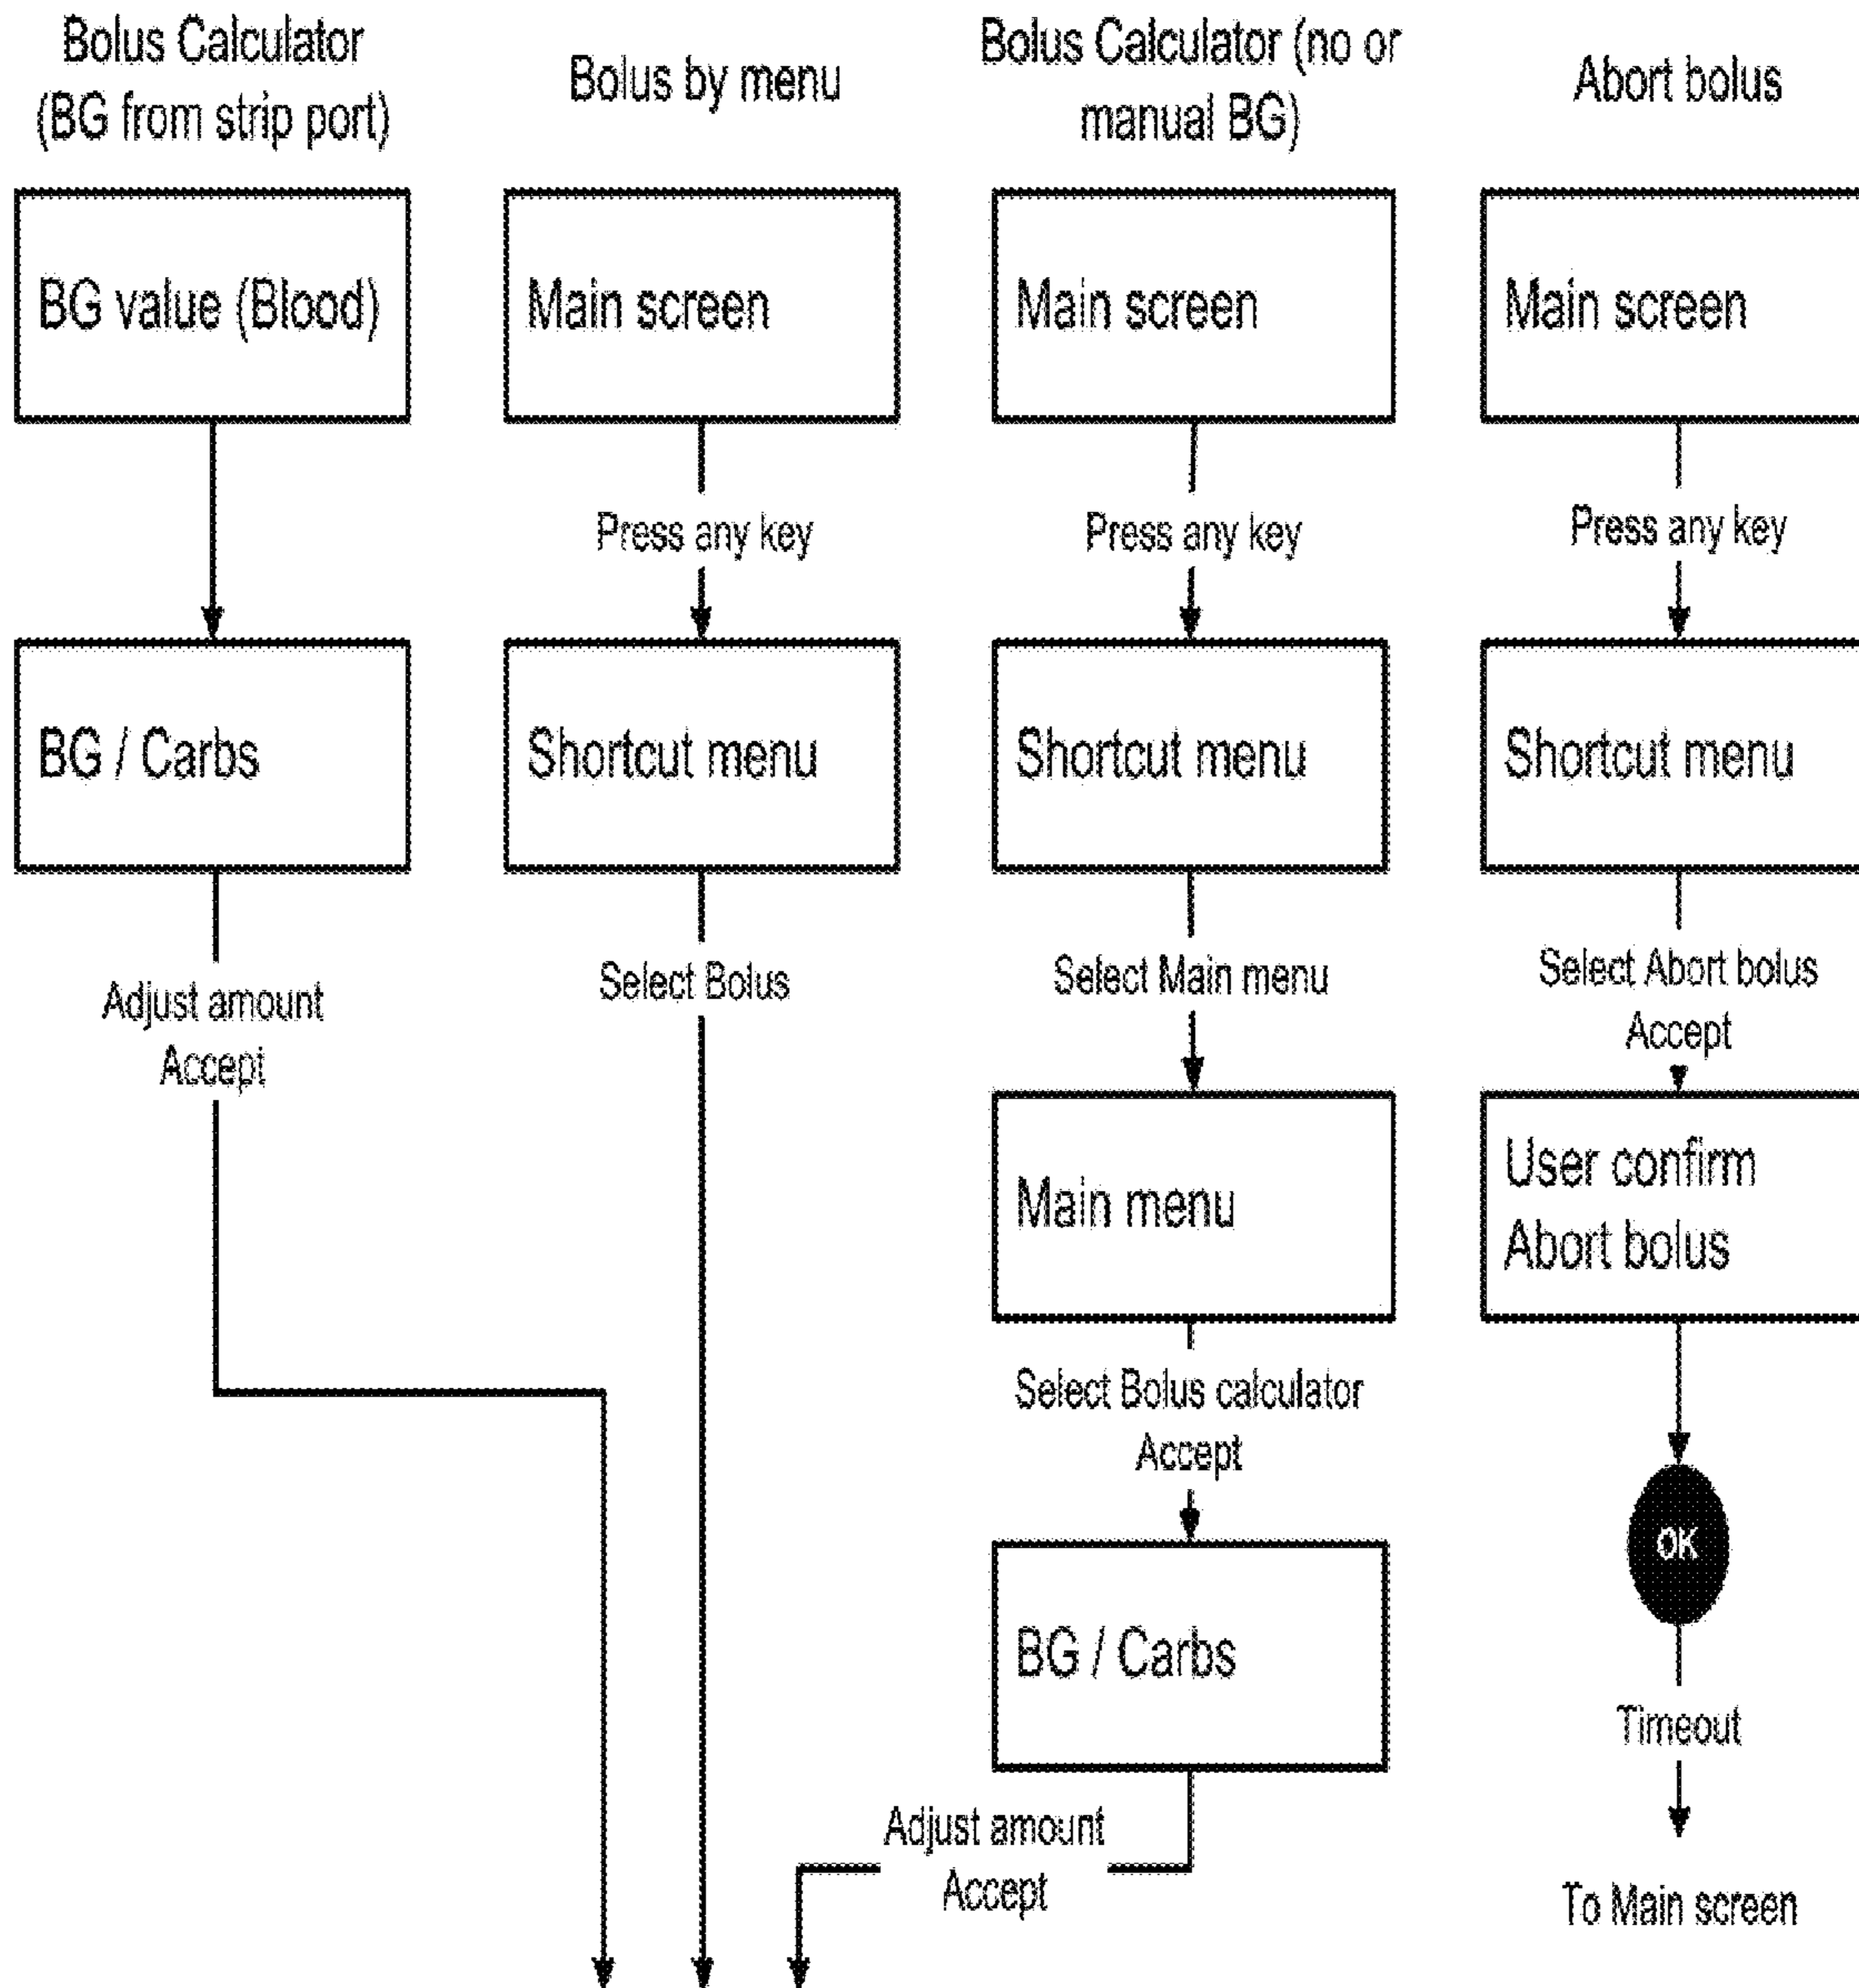 Bolus Calculator
(BG from strip port)
Bolus by menu
Bolus Calculator (no or
manual BG)
Abort bolus
BG value (Blood)
Main screen
Main screen
Main screen
Press any key
Press any key
Press any key
BG / Carbs
Shortcut menu
Shortcut menu
Shortcut menu
Adjust amount
Accept
Select Bolus
Select Main menu
Select Abort bolus
Accept
Main menu
User confirm
Abort bolus
Select Bolus calculator
Accept
OK
BG / Carbs
Timeout
Adjust amount
Accept
To Main screen